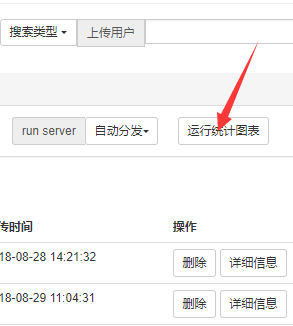 搜索类型 上传用户
run server 自动分发 运行统计图表
传时间 操作
18-08-28 14:21:32 删除 详细信息
18-08-29 11:04:31 删除 详细信息